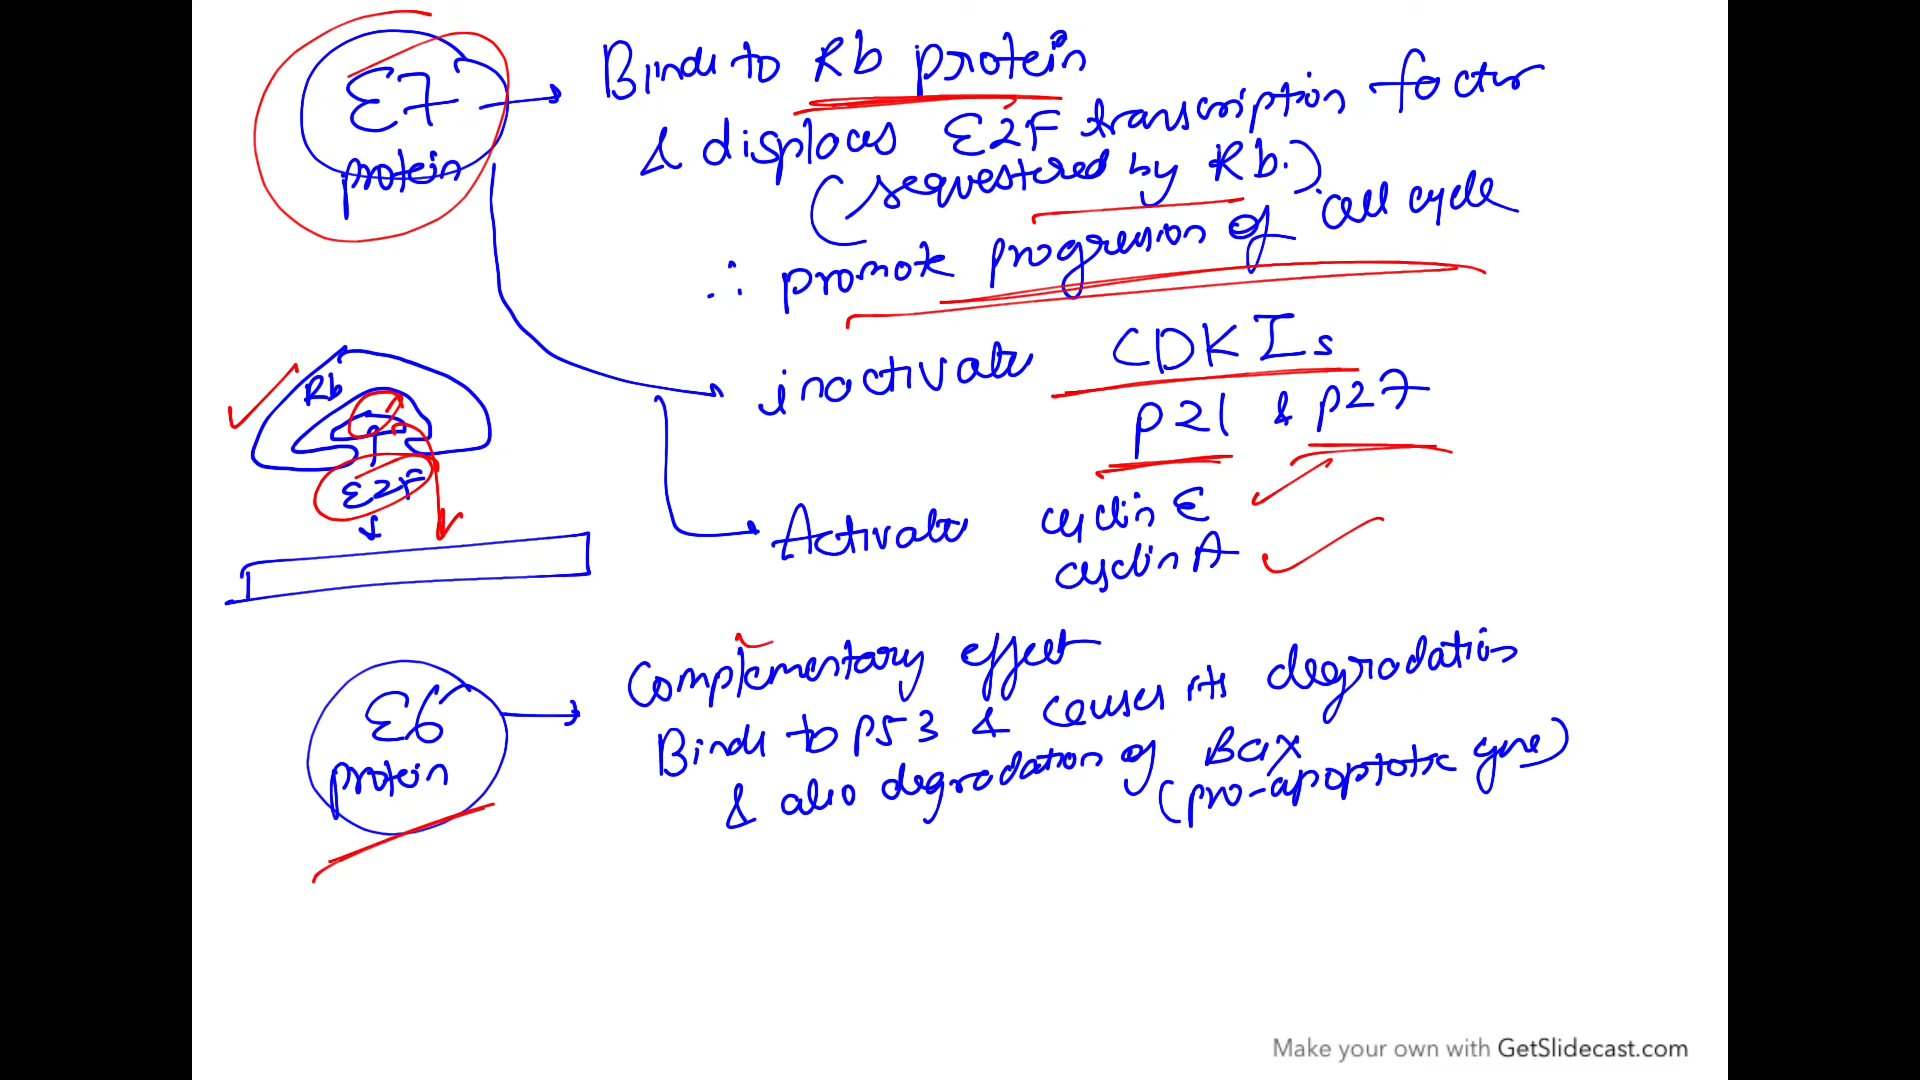 E7 protein
Binds to Rb protein
& displaces E2F transcription factor
(sequestered by Rb.)
∴ promote progression of cell cycle
inactivate CDKIs
P21 & P27
Rb
E2F
Activate cyclin E
cyclin A
E6 protein
Complementary effect
Binds to P53 & causes its degradation
& also degradation of Bax
(pro-apoptotic gene)
Make your own with GetSlidecast.com